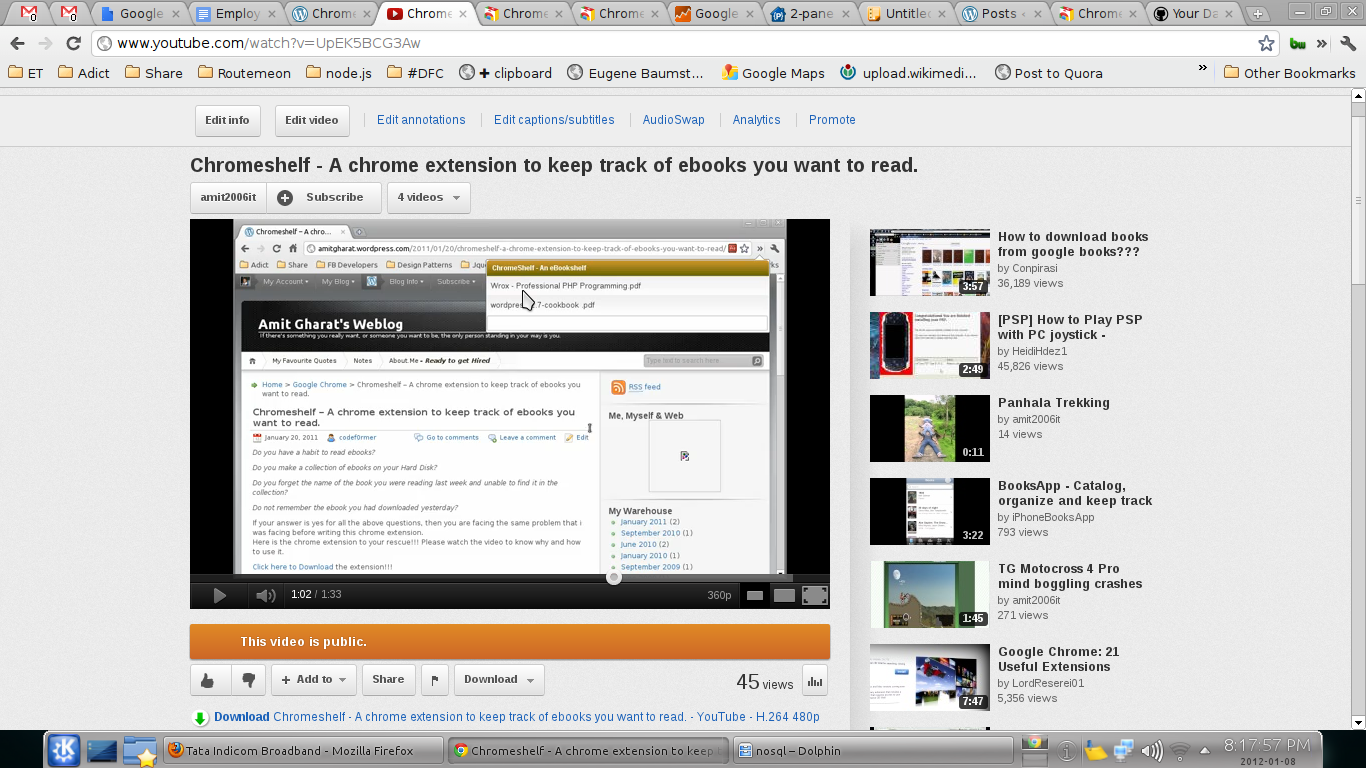 Google
Employ
Chrome
Chrome
Chrome
Chrome
Google
2-pane
Untitle
Posts
Chrome
Your Da
www.youtube.com/watch?v=UpEK5BCG3Aw
ET
Adict
Share
Routemeon
node.js
#DFC
+ clipboard
Eugene Baumst...
Google Maps
upload.wikimedi...
Post to Quora
»
Other Bookmarks
Edit info
Edit video
Edit annotations
Edit captions/subtitles
AudioSwap
Analytics
Promote
Chromeshelf - A chrome extension to keep track of ebooks you want to read.
amit2006it
Subscribe
4 videos
Chromeshelf – A chro...
amitgharat.wordpress.com/2011/01/20/chromeshelf-a-chrome-extension-to-keep-track-of-ebooks-you-want-to-read/
Adict
Share
FB Developers
Design Patterns
ChromeShelf - An eBookshelf
Wrox - Professional PHP Programming.pdf
My Account
My Blog
Blog Info
Subscribe
Amit Gharat's Weblog
If there's something you really want, or someone you want to be, the only person standing in your way is you.
My Favourite Quotes
Notes
About Me - Ready to get Hired
Type text to search here
Home > Google Chrome > Chromeshelf – A chrome extension to keep track of ebooks you
want to read.
Chromeshelf – A chrome extension to keep track of ebooks you
want to read.
January 20, 2011
codef0rmer
Go to comments
Leave a comment
Edit
Do you have a habit to read ebooks?
Do you make a collection of ebooks on your Hard Disk?
Do you forget the name of the book you were reading last week and unable to find it in the
collection?
Do not remember the ebook you had downloaded yesterday?
If your answer is yes for all the above questions, then you are facing the same problem that i
was facing before writing this chrome extension.
Here is the chrome extension to your rescue!!! Please watch the video to know why and how
to use it.
Click here to Download the extension!!!
RSS feed
Me, Myself & Web
My Warehouse
January 2011 (2)
September 2010 (1)
June 2010 (2)
January 2010 (1)
September 2009 (1)
1:02 / 1:33
360p
This video is public.
+ Add to
Share
Download
45 views
Download Chromeshelf - A chrome extension to keep track of ebooks you want to read. - YouTube - H.264 480p
3:57
How to download books
from google books???
by Conpirasi
36,189 views
2:49
[PSP] How to Play PSP
with PC joystick -
by HeidiHdez1
45,826 views
0:11
Panhala Trekking
by amit2006it
14 views
3:22
BooksApp - Catalog,
organize and keep track
by iPhoneBooksApp
793 views
1:45
TG Motocross 4 Pro
mind boggling crashes
by amit2006it
271 views
7:47
Google Chrome: 21
Useful Extensions
by LordReserei01
5,356 views
Tata Indicom Broadband - Mozilla Firefox
Chromeshelf - A chrome extension to keep
nosql – Dolphin
8:17:57 PM
2012-01-08